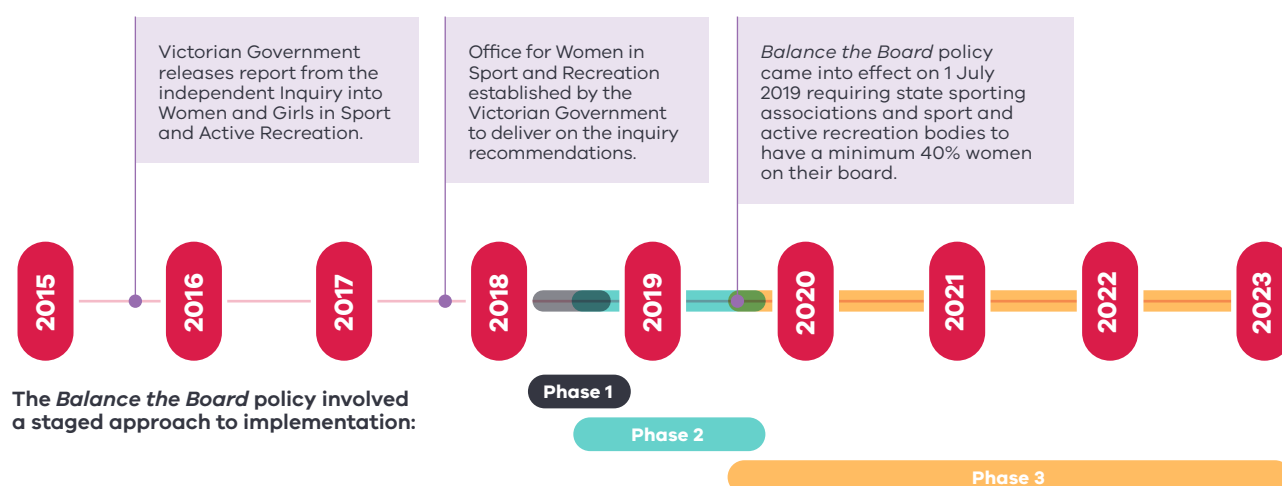 Victorian Government
releases report from the
independent Inquiry into
Women and Girls in Sport
and Active Recreation.
Office for Women in
Sport and Recreation
established by the
Victorian Government
to deliver on the inquiry
recommendations.
Balance the Board policy
came into effect on 1 July
2019 requiring state sporting
associations and sport and
active recreation bodies to
have a minimum 40% women
on their board.
2015
2016
2017
2018
2019
2020
2021
2022
2023
The Balance the Board policy involved
a staged approach to implementation:
Phase 1
Phase 2
Phase 3